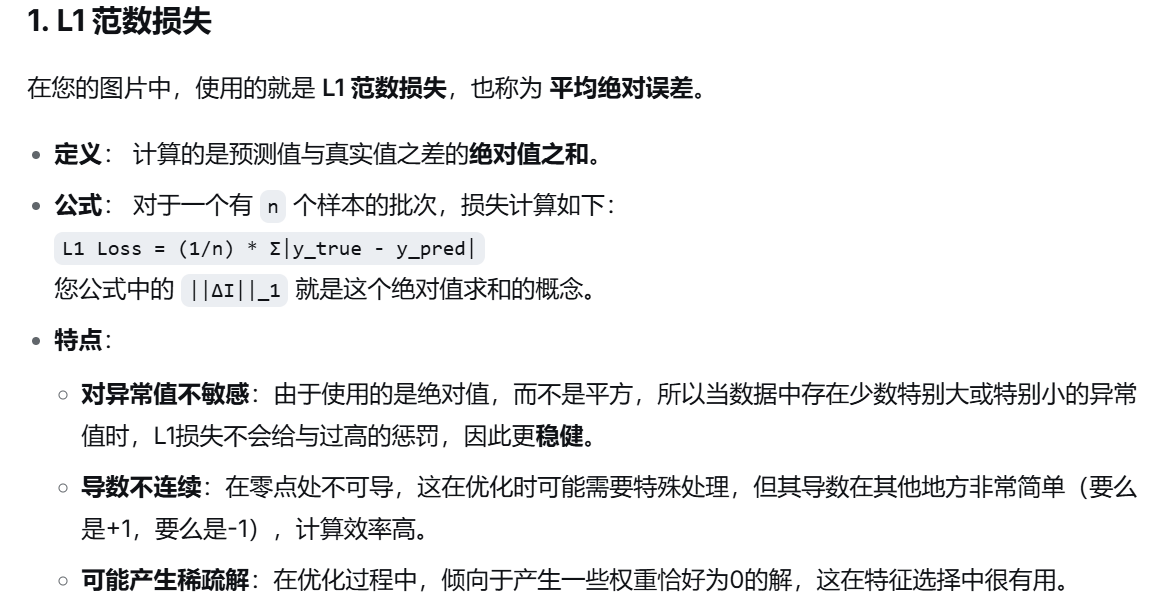 1. L1 范数损失
在您的图片中，使用的就是 L1 范数损失，也称为 平均绝对误差。
定义： 计算的是预测值与真实值之差的绝对值之和。
公式： 对于一个有 n 个样本的批次，损失计算如下：
L1 Loss = (1/n) * Σ|y_true - y_pred|
您公式中的 ||ΔI||_1 就是这个绝对值求和的概念。
特点：
对异常值不敏感：由于使用的是绝对值，而不是平方，所以当数据中存在少数特别大或特别小的异常
值时，L1损失不会给与过高的惩罚，因此更稳健。
导数不连续：在零点处不可导，这在优化时可能需要特殊处理，但其导数在其他地方非常简单（要么
是+1，要么是-1），计算效率高。
可能产生稀疏解：在优化过程中，倾向于产生一些权重恰好为0的解，这在特征选择中很有用。